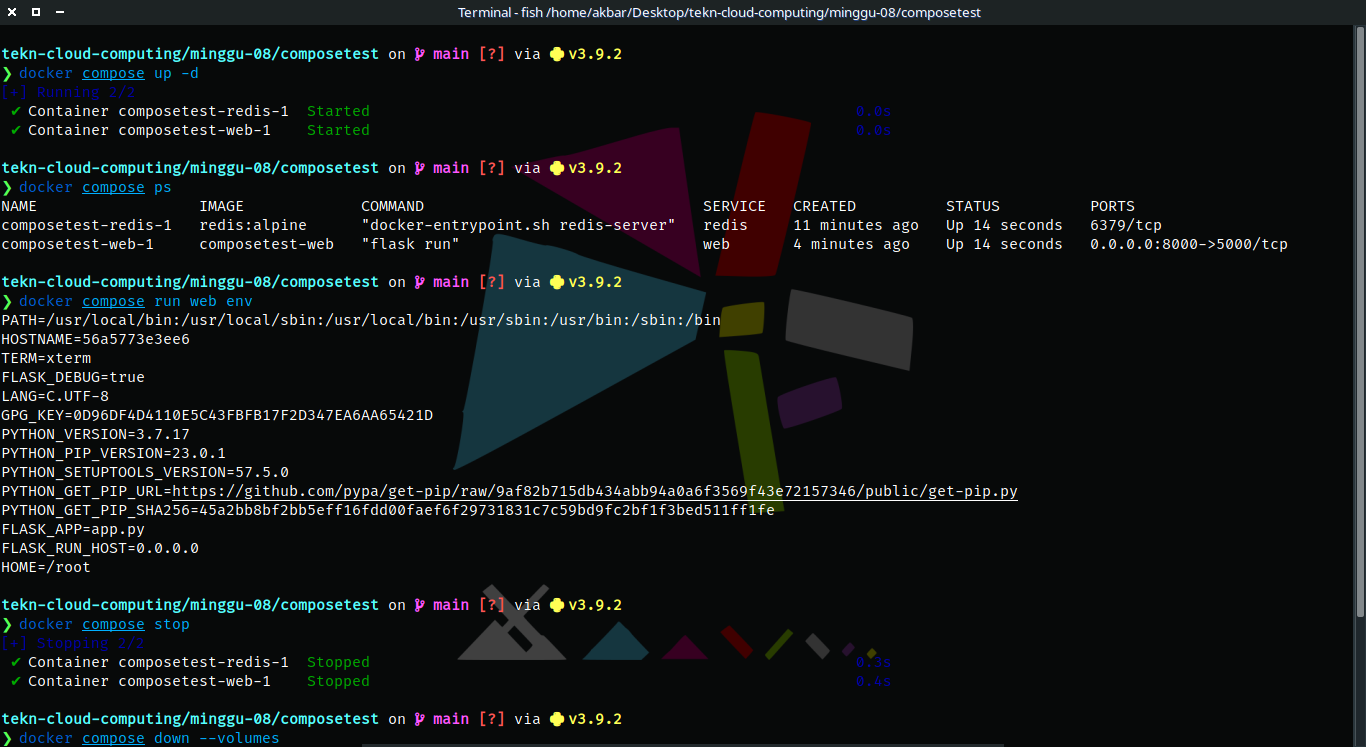 Terminal - fish /home/akbar/Desktop/tekn-cloud-computing/minggu-08/composetest
tekn-cloud-computing/minggu-08/composetest on main [?] via v3.9.2
❯ docker compose up -d
[+] Running 2/2
✔ Container composetest-redis-1 Started 0.0s
✔ Container composetest-web-1 Started 0.0s
tekn-cloud-computing/minggu-08/composetest on main [?] via v3.9.2
❯ docker compose ps
NAME IMAGE COMMAND SERVICE CREATED STATUS PORTS
composetest-redis-1 redis:alpine "docker-entrypoint.sh redis-server" redis 11 minutes ago Up 14 seconds 6379/tcp
composetest-web-1 composetest-web "flask run" web 4 minutes ago Up 14 seconds 0.0.0.0:8000->5000/tcp
tekn-cloud-computing/minggu-08/composetest on main [?] via v3.9.2
❯ docker compose run web env
PATH=/usr/local/bin:/usr/local/sbin:/usr/local/bin:/usr/sbin:/usr/bin:/sbin:/bin
HOSTNAME=56a5773e3ee6
TERM=xterm
FLASK_DEBUG=true
LANG=C.UTF-8
GPG_KEY=0D96DF4D4110E5C43FBFB17F2D347EA6AA65421D
PYTHON_VERSION=3.7.17
PYTHON_PIP_VERSION=23.0.1
PYTHON_SETUPTOOLS_VERSION=57.5.0
PYTHON_GET_PIP_URL=https://github.com/pypa/get-pip/raw/9af82b715db434abb94a0a6f3569f43e72157346/public/get-pip.py
PYTHON_GET_PIP_SHA256=45a2bb8bf2bb5eff16fdd00faef6f29731831c7c59bd9fc2bf1f3bed511ff1fe
FLASK_APP=app.py
FLASK_RUN_HOST=0.0.0.0
HOME=/root
tekn-cloud-computing/minggu-08/composetest on main [?] via v3.9.2
❯ docker compose stop
[+] Stopping 2/2
✔ Container composetest-redis-1 Stopped 0.3s
✔ Container composetest-web-1 Stopped 0.4s
tekn-cloud-computing/minggu-08/composetest on main [?] via v3.9.2
❯ docker compose down --volumes